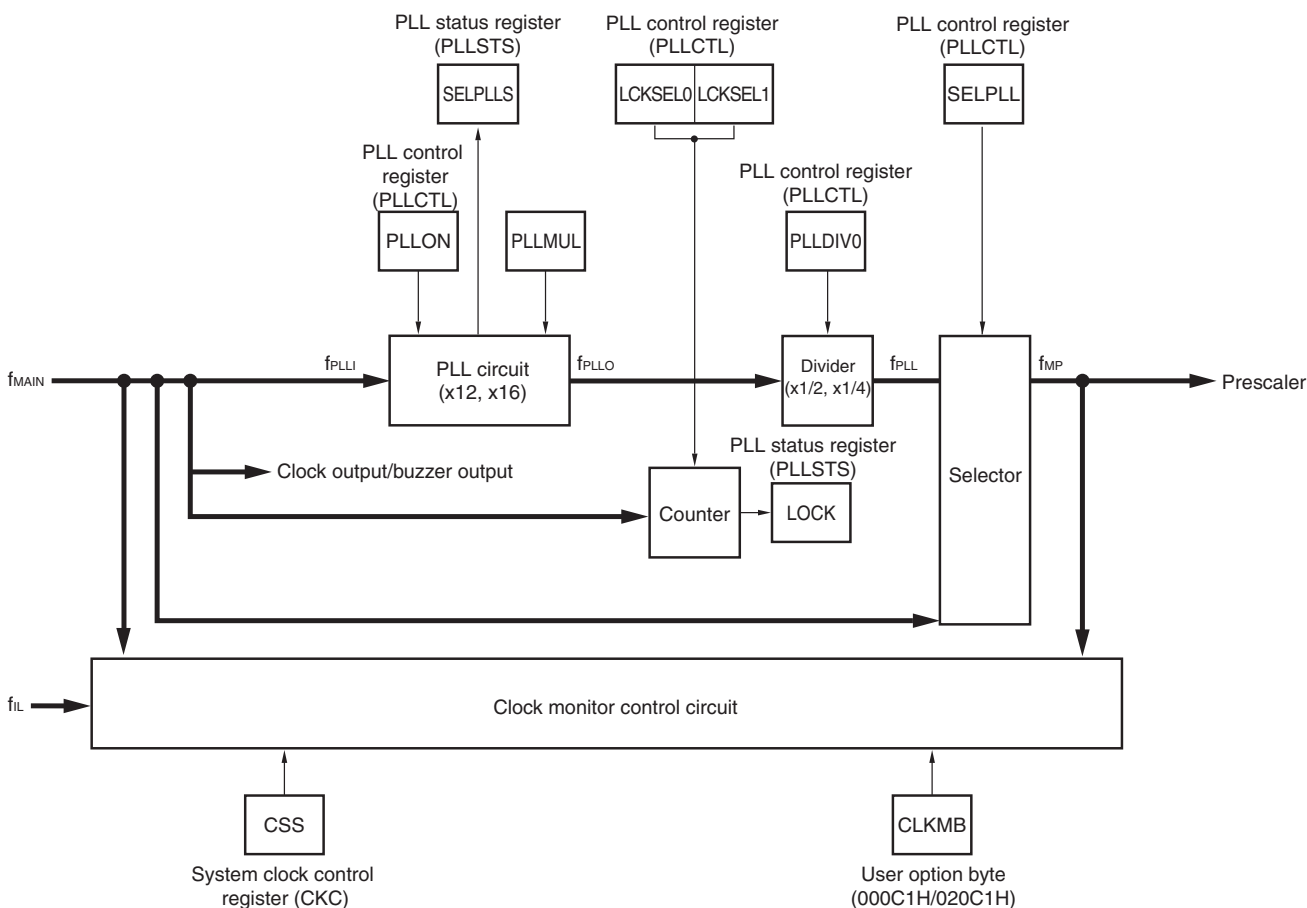 PLL status register
(PLLSTS)
SELPLLS
PLL control register
(PLLCTL)
LCKSEL0 LCKSEL1
PLL control register
(PLLCTL)
SELPLL
PLL control
register
(PLLCTL)
PLLON
PLLMUL
PLL control register
(PLLCTL)
PLLDIV0
fMAIN
fPLLI
PLL circuit
(x12, x16)
fPLLO
Divider
(x1/2, x1/4)
fPLL
Selector
fMP
Prescaler
Clock output/buzzer output
Counter
PLL status register
(PLLSTS)
LOCK
fIL
Clock monitor control circuit
CSS
System clock control
register (CKC)
CLKMB
User option byte
(000C1H/020C1H)